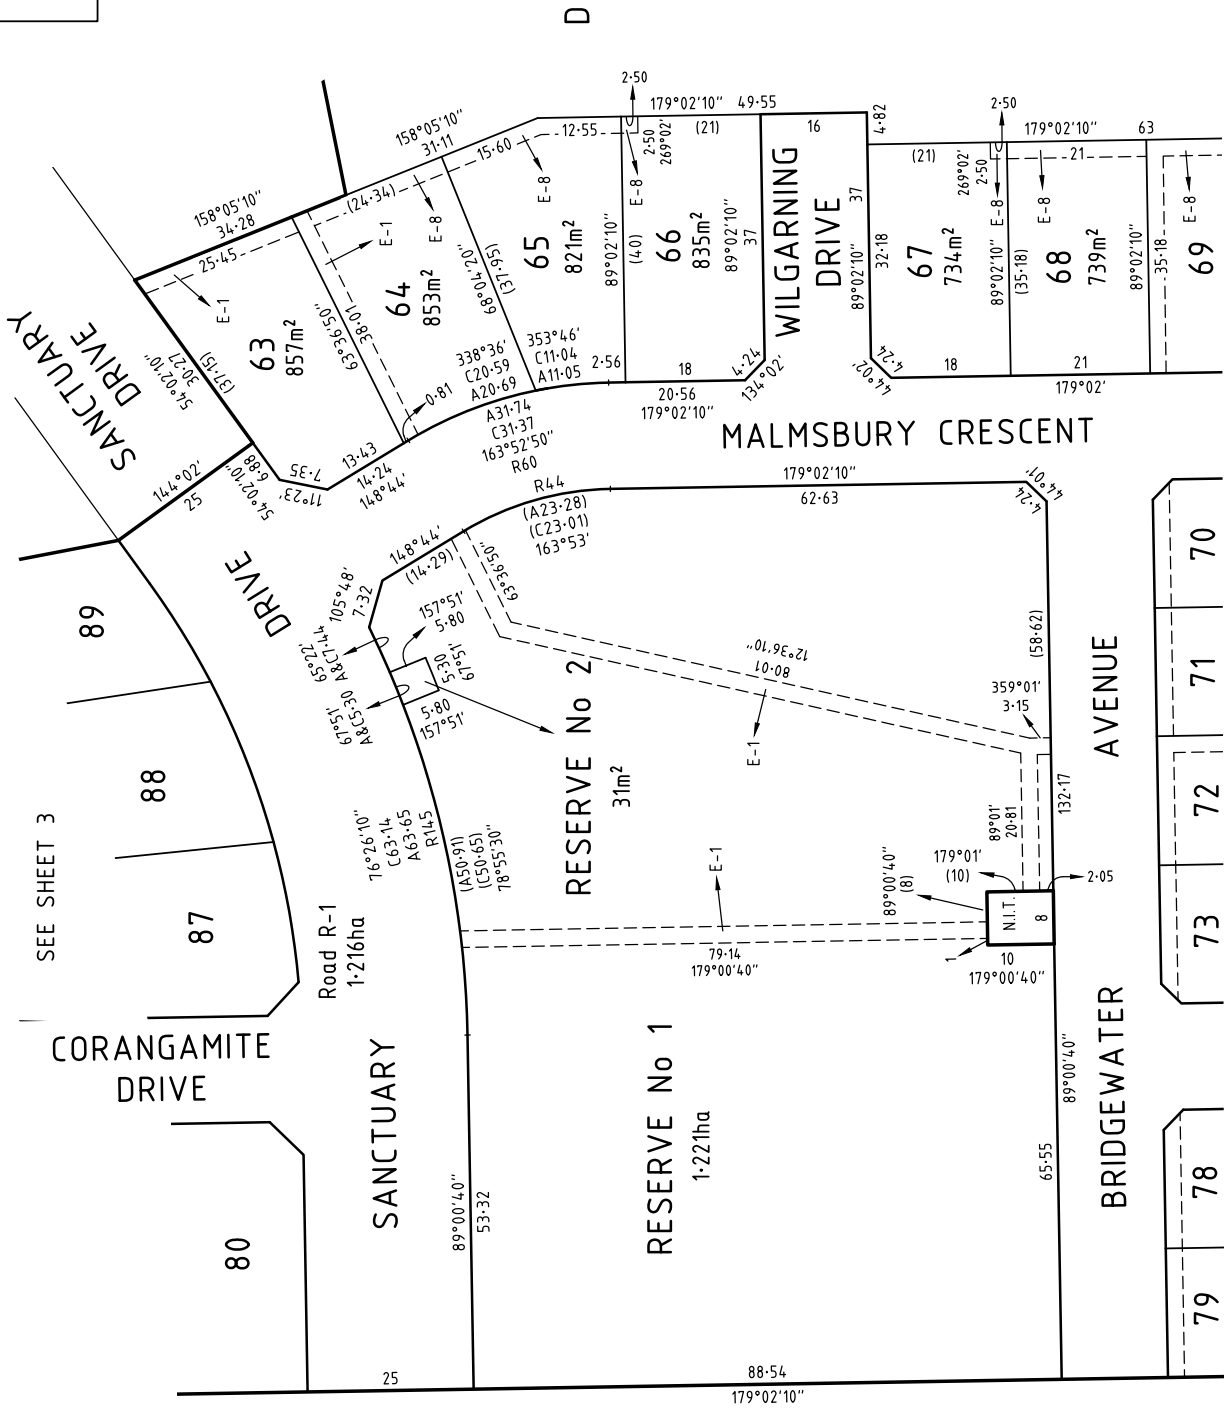 D
2·50
179°02'10" 49·55
158°05'10"
31·11
15·60
12·55
2·50
269°02'
(21)
16
4·82
2·50
179°02'10" 63
(21)
269°02'
2·50
21
158°05'10"
34·28
25·45
(24·34)
E-1
E-1
E-8
E-8
E-8
E-8
E-8
E-8
SANCTUARY
DRIVE
54°02'10"
30·27
(37·15)
63
857m²
63°36'50"
38·01
64
853m²
68°04'20"
(37·95)
65
821m²
89°02'10"
(40)
66
835m²
89°02'10"
37
WILGARNING
DRIVE
37
89°02'10"
32·18
67
734m²
89°02'10"
(35·18)
68
739m²
89°02'10"
35·18
69
338°36'
C20·59
A20·69
353°46'
C11·04
A11·05
2·56
18
4·24
134°02'
20·56
179°02'10"
4·24
44°02'
18
21
179°02'
0·81
A31·74
C31·37
163°52'50"
R60
13·43
14·24
148°44'
7·35
11°23'
6·88
54°02'10"
144°02'
25
MALMSBURY CRESCENT
179°02'10"
62·63
4·24
44°01'
R44
(A23·28)
(C23·01)
163°53'
148°44'
(14·29)
63°36'50"
105°48'
7·32
65°22'
A&C7·44
67°51'
A&C5·30
157°51'
5·80
5·30
67°51'
5·80
157°51'
DRIVE
89
88
87
SEE SHEET 3
RESERVE No 2
31m²
12°36'10"
80·01
E-1
(58·62)
359°01'
3·15
132·17
89°01'
20·81
179°01'
(10)
2·05
89°00'40"
(8)
N.I.T.
8
1
10
179°00'40"
E-1
79·14
179°00'40"
76°26'10"
C63·14
A63·65
R145
(A50·91)
(C50·65)
78°55'30"
Road R-1
1·216ha
CORANGAMITE
DRIVE
SANCTUARY
80
89°00'40"
53·32
RESERVE No 1
1·221ha
65·55
89°00'40"
AVENUE
BRIDGEWATER
70
71
72
73
78
79
25
88·54
179°02'10"